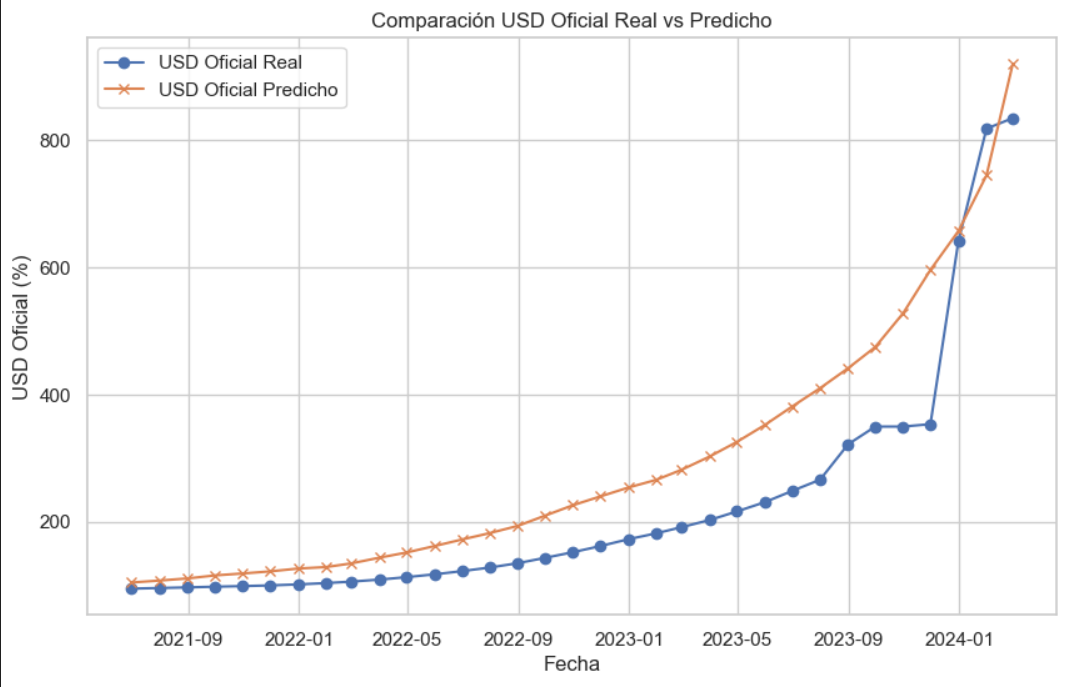 Comparación USD Oficial Real vs Predicho
USD Oficial Real
USD Oficial Predicho
USD Oficial (%)
800
600
400
200
2021-09 2022-01 2022-05 2022-09 2023-01 2023-05 2023-09 2024-01
Fecha